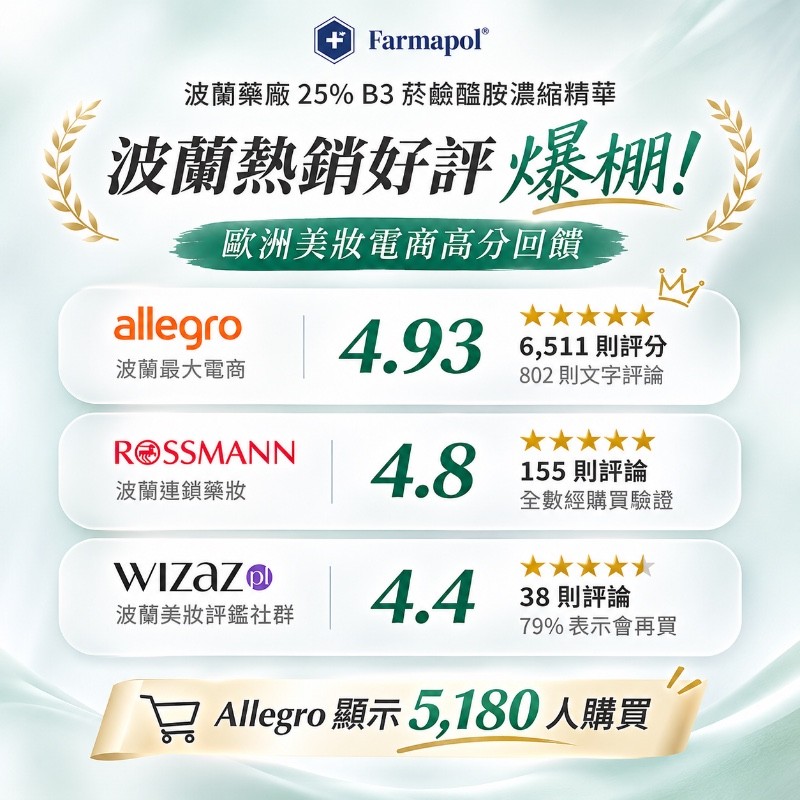 Farmapol®
波蘭藥廠 25% B3 菸鹼醯胺濃縮精華
波蘭熱銷好評爆棚!
歐洲美妝電商高分回饋
allegro
波蘭最大電商
4.93
6,511 則評分
802 則文字評論
ROSSMANN
波蘭連鎖藥妝
4.8
155 則評論
全數經購買驗證
WIZAZ pl
波蘭美妝評鑑社群
4.4
38 則評論
79% 表示會再買
Allegro 顯示 5,180 人購買